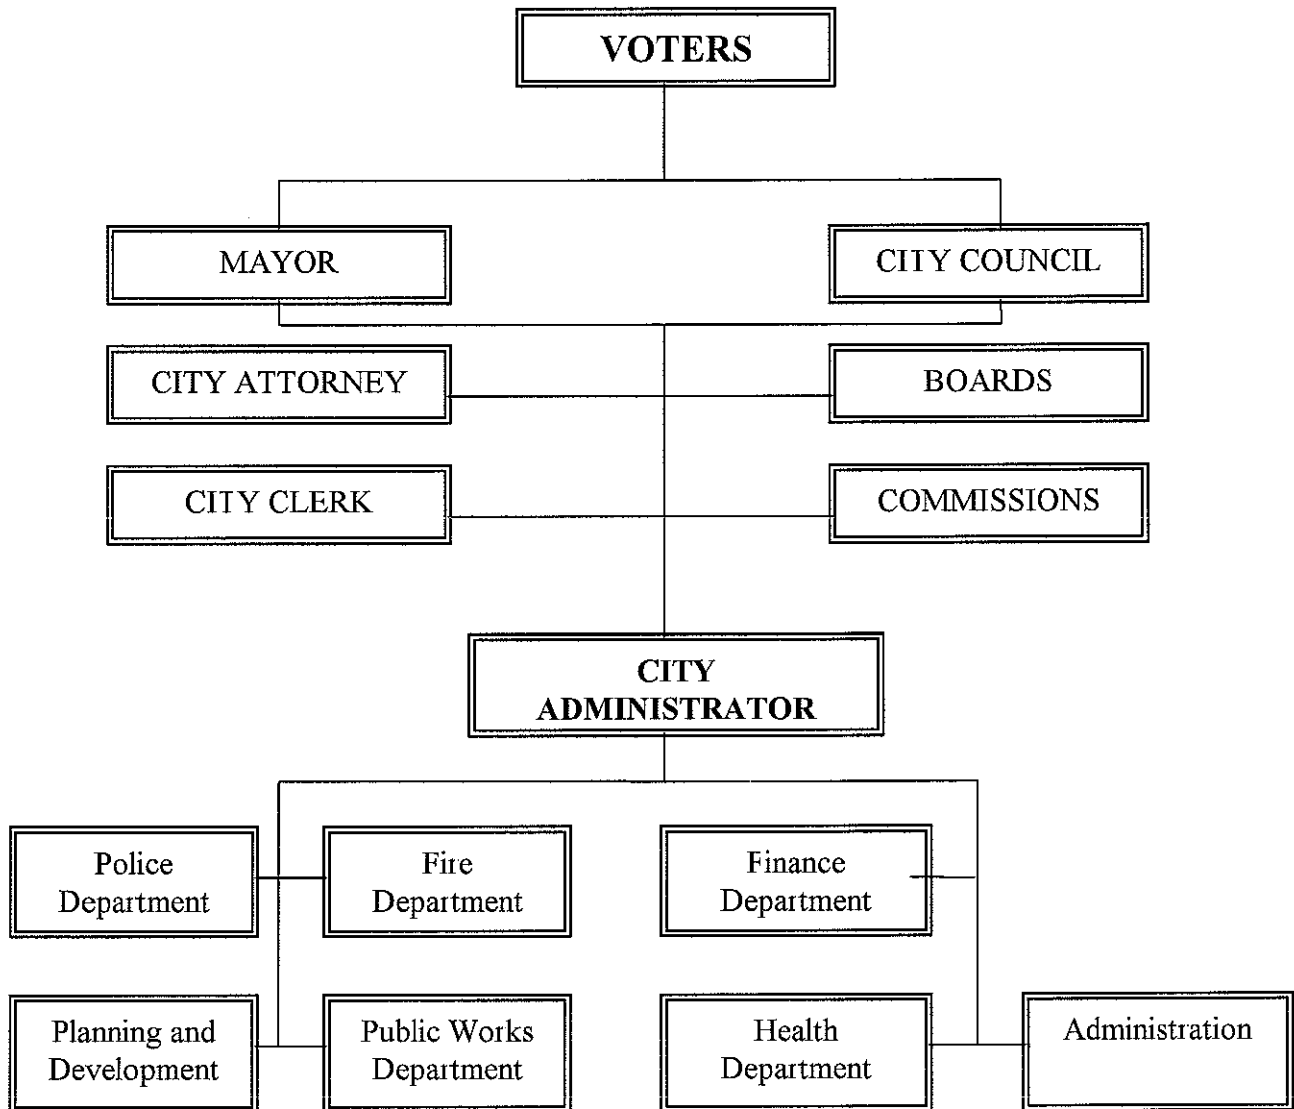 VOTERS
MAYOR
CITY COUNCIL
CITY ATTORNEY
BOARDS
CITY CLERK
COMMISSIONS
CITY
ADMINISTRATOR
Police
Department
Fire
Department
Finance
Department
Planning and
Development
Public Works
Department
Health
Department
Administration